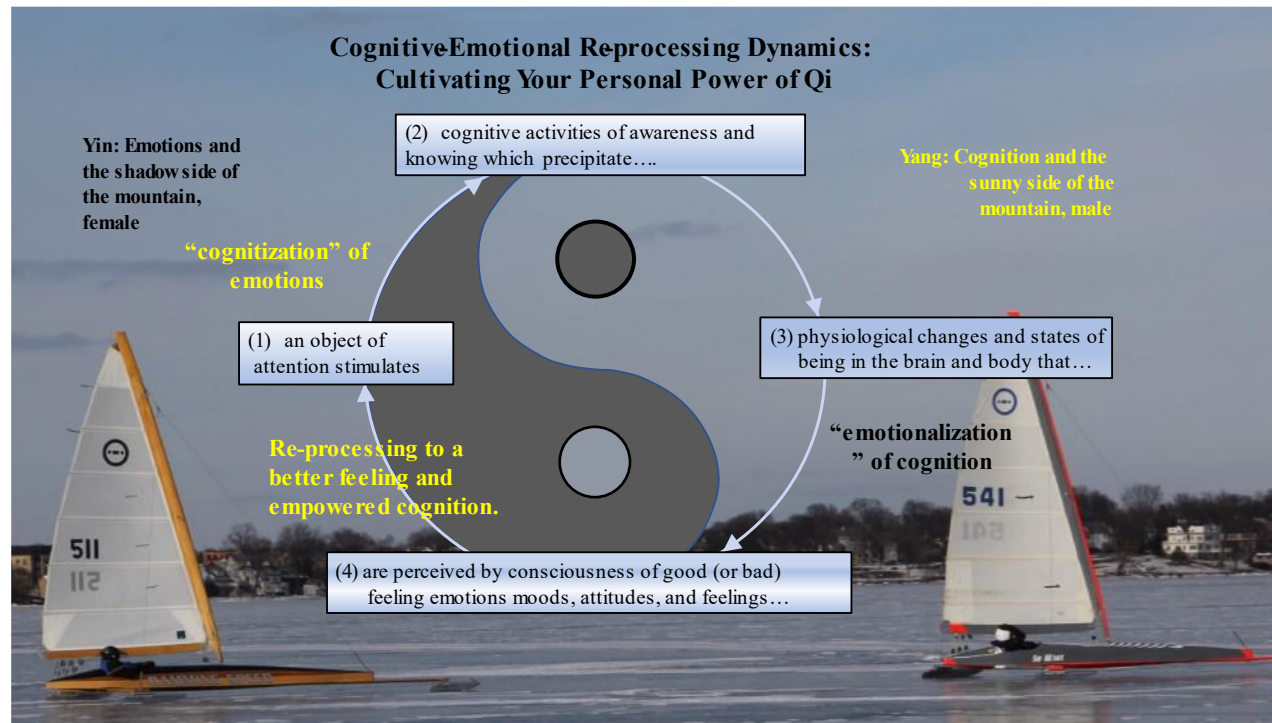 Cognitive-Emotional Re-processing Dynamics:
Cultivating Your Personal Power of Qi
(2) cognitive activities of awareness and
knowing which precipitate….
Yin: Emotions and
the shadow side of
the mountain,
female
Yang: Cognition and the
sunny side of the
mountain, male
“cognitization” of
emotions
(1) an object of
attention stimulates
(3) physiological changes and states of
being in the brain and body that…
“emotionalization
” of cognition
Re-processing to a
better feeling and
empowered cognition.
(4) are perceived by consciousness of good (or bad)
feeling emotions moods, attitudes, and feelings…
511
511
541
541